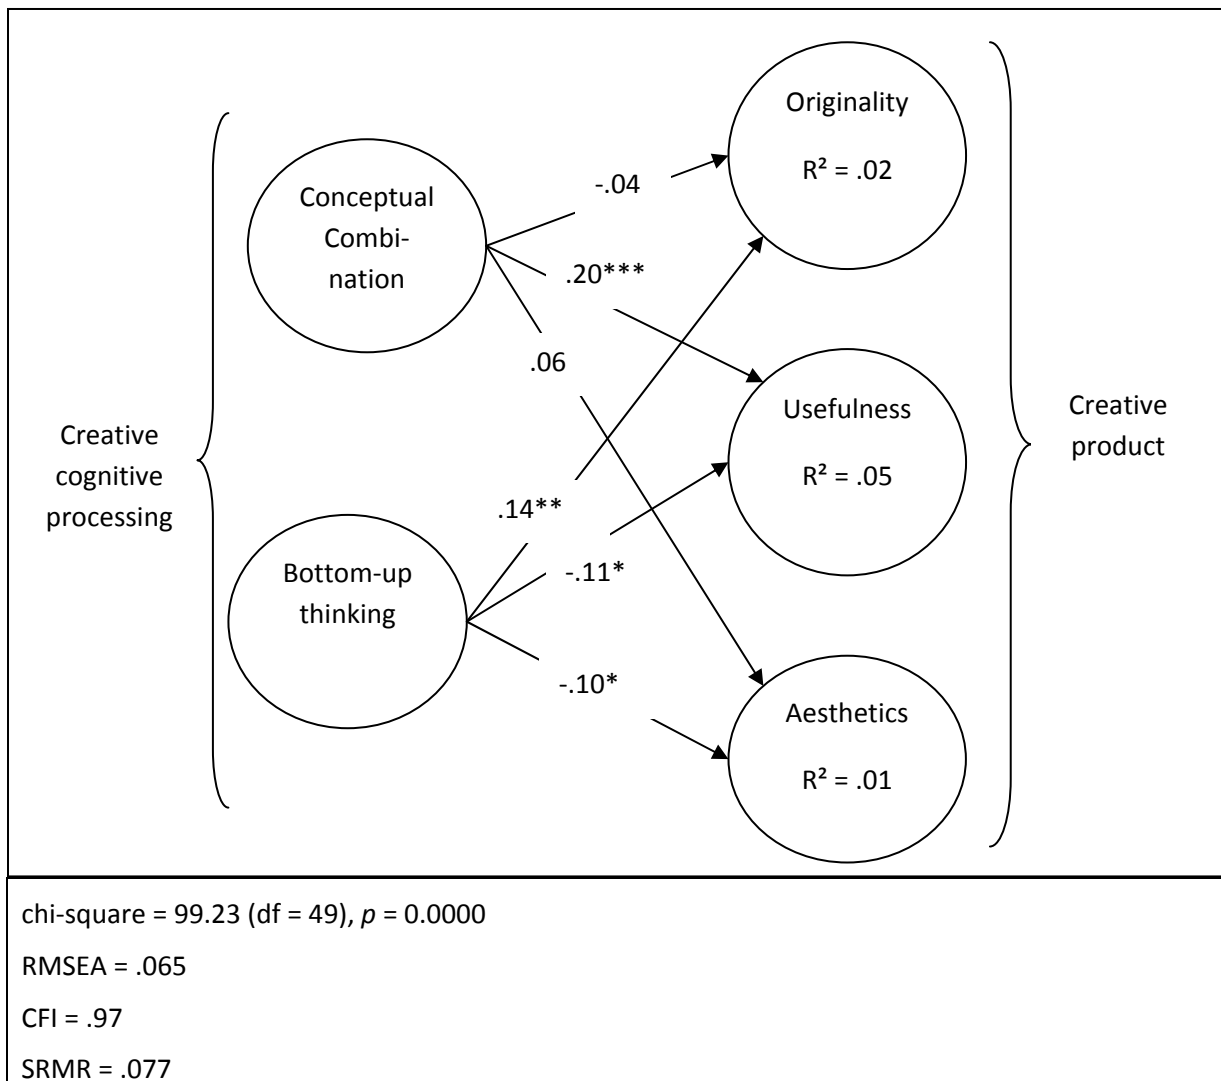 Originality
R² = .02
Conceptual
Combi-
nation
-.04
.20***
.06
Usefulness
R² = .05
Creative
product
Creative
cognitive
processing
.14**
Bottom-up
thinking
-.11*
-.10*
Aesthetics
R² = .01
chi-square = 99.23 (df = 49), p = 0.0000
RMSEA = .065
CFI = .97
SRMR = .077